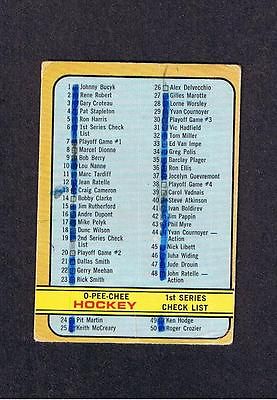 1 Johnny Bucyk
2 Rene Robert
3 Gary Croteau
4 Pat Stapleton
5 Ron Harris
6 1st Series Check
List
7 Playoff Game #1
8 Marcel Dionne
9 Bob Berry
10 Lou Nanne
11 Marc Tardiff
12 Jean Ratelle
13 Craig Cameron
14 Bobby Clarke
15 Jim Rutherford
16 Andre Dupont
17 Mike Pelyk
18 Dunc Wilson
19 2nd Series Check
List
20 Playoff Game #2
21 Dallas Smith
22 Gerry Meehan
23 Rick Smith
26 Alex Delvecchio
27 Gilles Marotte
28 Lorne Worsley
29 Yvan Cournoyer
30 Playoff Game #3
31 Vic Hadfield
32 Tom Miller
33 Ed Van Impe
34 Greg Polis
35 Barclay Plager
36 Ron Ellis
37 Jocelyn Guevremont
38 Playoff Game #4
39 Carol Vadnais
40 Steve Atkinson
41 Ivan Boldirev
42 Jim Pappin
43 Phil Myre
44 Yvan Cournoyer —
Action
45 Nick Libett
46 Juha Widing
47 Jude Drouin
48 John Ratelle —
Action
O-PEE-CHEE
HOCKEY
1st SERIES
CHECK LIST
24 Pit Martin
25 Keith McCreary
49 Ken Hodge
50 Roger Crozier